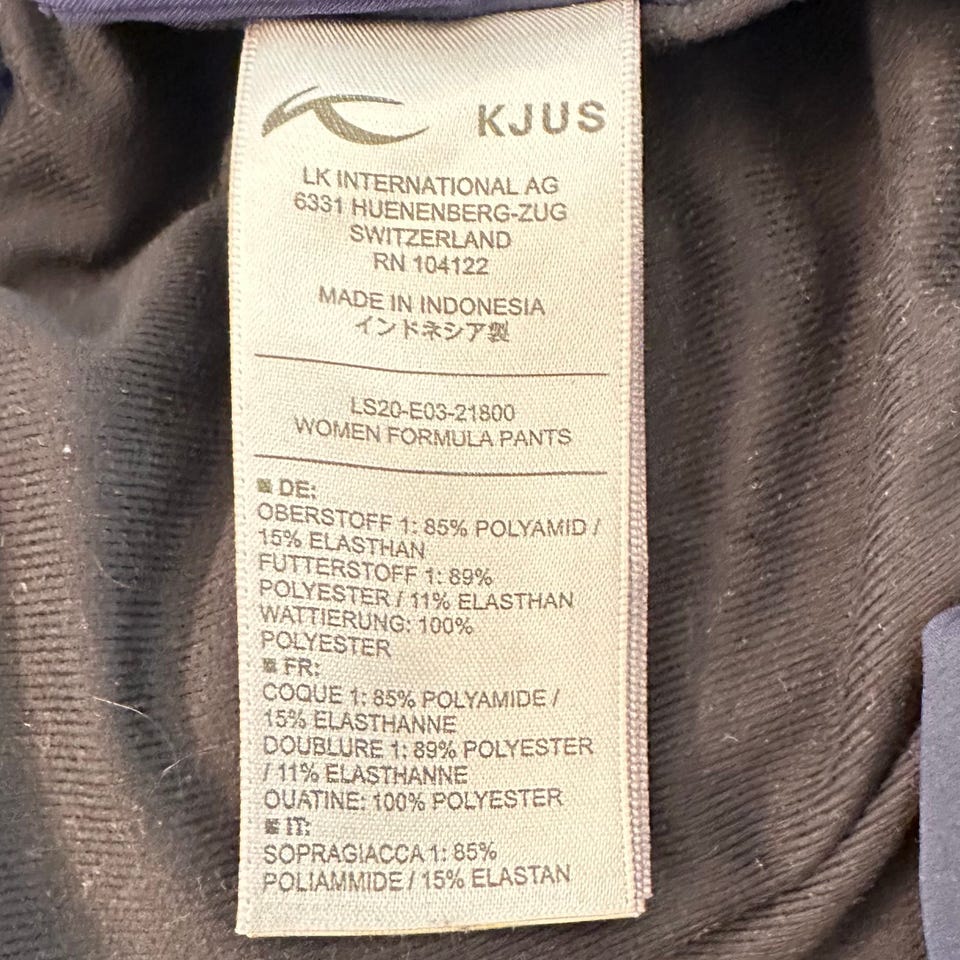 KJUS
LK INTERNATIONAL AG
6331 HUENENBERG-ZUG
SWITZERLAND
RN 104122
MADE IN INDONESIA
インドネシア製
LS20-E03-21800
WOMEN FORMULA PANTS
DE:
OBERSTOFF 1: 85% POLYAMID /
15% ELASTHAN
FUTTERSTOFF 1: 89%
POLYESTER / 11% ELASTHAN
WATTIERUNG: 100%
POLYESTER
FR:
COQUE 1: 85% POLYAMIDE /
15% ELASTHANNE
DOUBLURE 1: 89% POLYESTER
/ 11% ELASTHANNE
OUATINE: 100% POLYESTER
IT:
SOPRAGIACCA 1: 85%
POLIAMMIDE / 15% ELASTAN